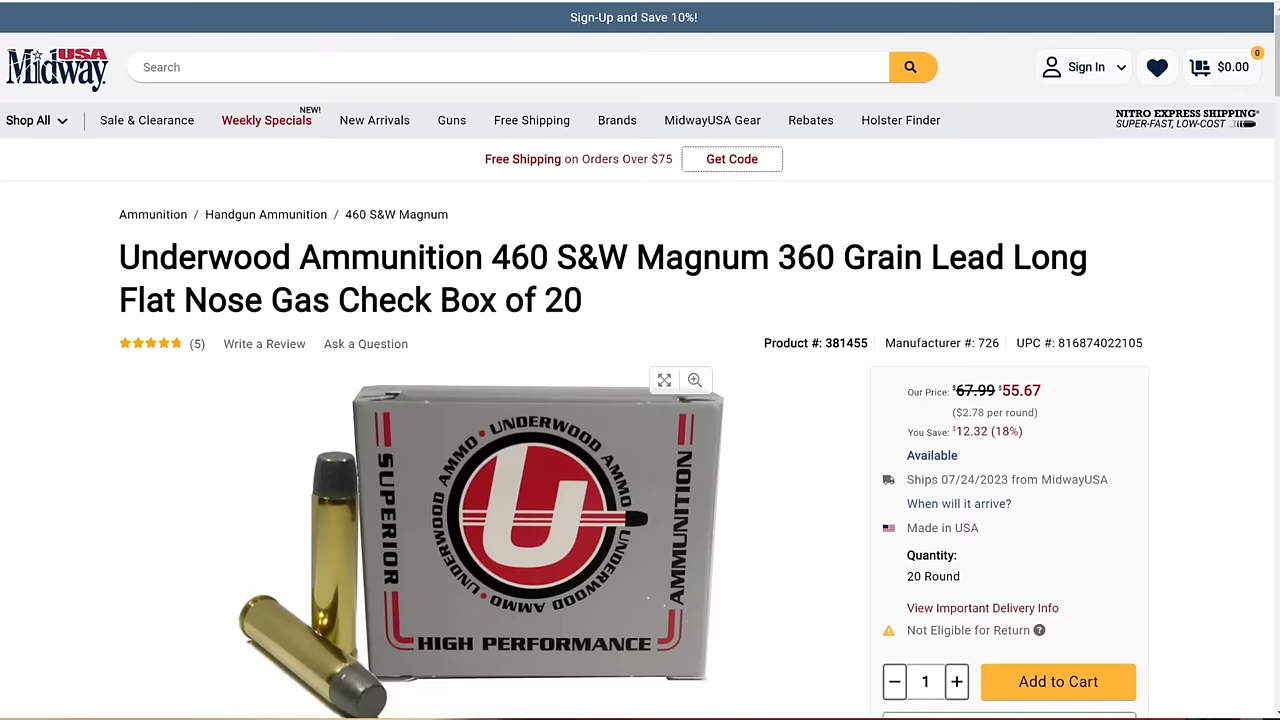 Sign-Up and Save 10%!
MidwayUSA
Search
Sign In
0
$0.00
Shop All
Sale & Clearance
Weekly Specials
NEW!
New Arrivals
Guns
Free Shipping
Brands
MidwayUSA Gear
Rebates
Holster Finder
NITRO EXPRESS SHIPPING®
SUPER-FAST, LOW-COST
Free Shipping on Orders Over $75
Get Code
Ammunition / Handgun Ammunition / 460 S&W Magnum
Underwood Ammunition 460 S&W Magnum 360 Grain Lead Long
Flat Nose Gas Check Box of 20
(5)
Write a Review
Ask a Question
Product #: 381455
Manufacturer #: 726
UPC #: 816874022105
SUPERIOR
UNDERWOOD AMMO • UNDERWOOD AMMO • UNDERWOOD AMMO
U
AMMUNITION
HIGH PERFORMANCE
Our Price: $67.99 $55.67
($2.78 per round)
You Save: $12.32 (18%)
Available
Ships 07/24/2023 from MidwayUSA
When will it arrive?
Made in USA
Quantity:
20 Round
View Important Delivery Info
Not Eligible for Return ?
− 1 +
Add to Cart